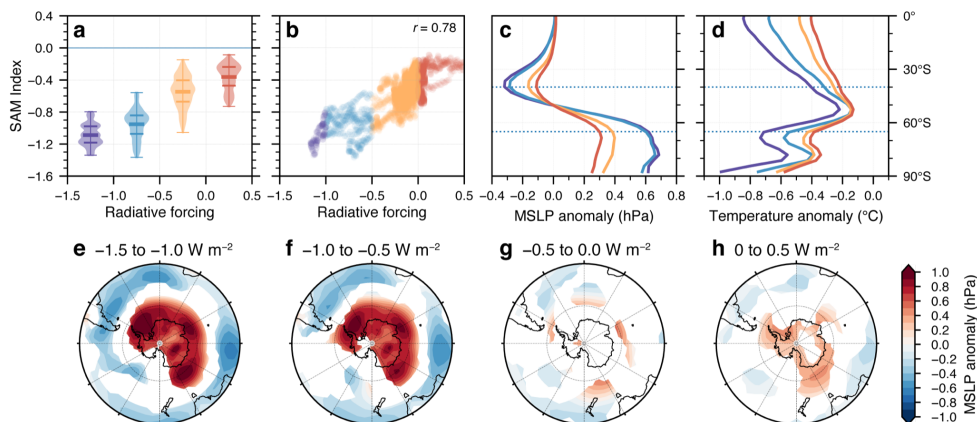 a
b
c
d
r = 0.78
SAM Index
0.4
0.0
−0.4
−0.8
−1.2
−1.6
−1.5 −1.0 −0.5 0.0 0.5
Radiative forcing
−1.5 −1.0 −0.5 0.0 0.5
Radiative forcing
−0.4 −0.2 0.0 0.2 0.4 0.6 0.8
MSLP anomaly (hPa)
−1.0 −0.8 −0.6 −0.4 −0.2 0.0
Temperature anomaly (°C)
0°
30°S
60°S
90°S
e −1.5 to −1.0 W m⁻²
f −1.0 to −0.5 W m⁻²
g −0.5 to 0.0 W m⁻²
h 0 to 0.5 W m⁻²
1.0
0.8
0.6
0.4
0.2
0.0
−0.2
−0.4
−0.6
−0.8
−1.0
MSLP anomaly (hPa)